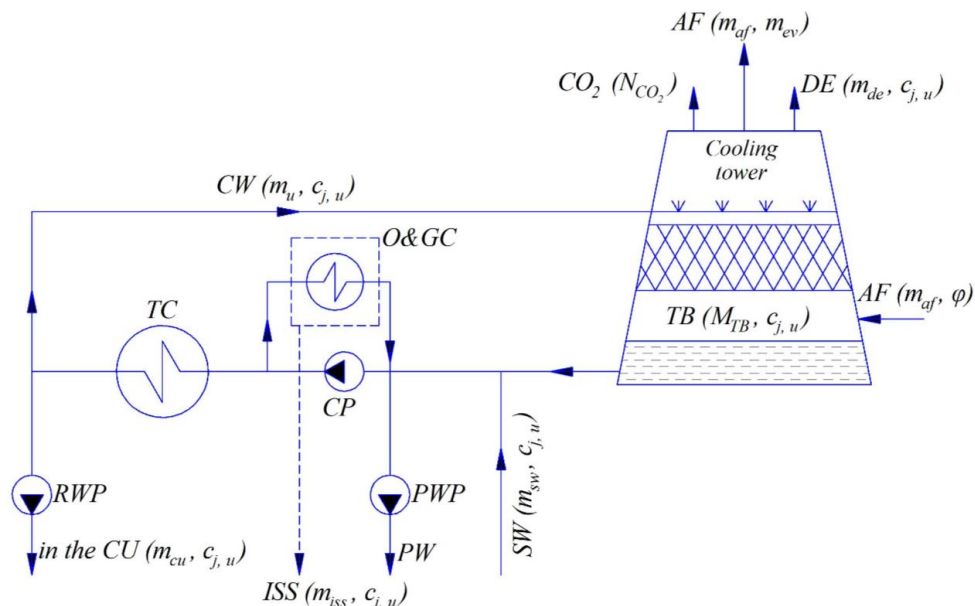 AF (m_af, m_ev)
CO₂ (N_CO₂)
DE (m_de, c_j, u)
Cooling
tower
CW (m_u, c_j, u)
O&GC
AF (m_af, φ)
TC
TB (M_TB, c_j, u)
CP
RWP
PWP
SW (m_sw, c_j, u)
in the CU (m_cu, c_j, u)
PW
ISS (m_iss, c_j, u)